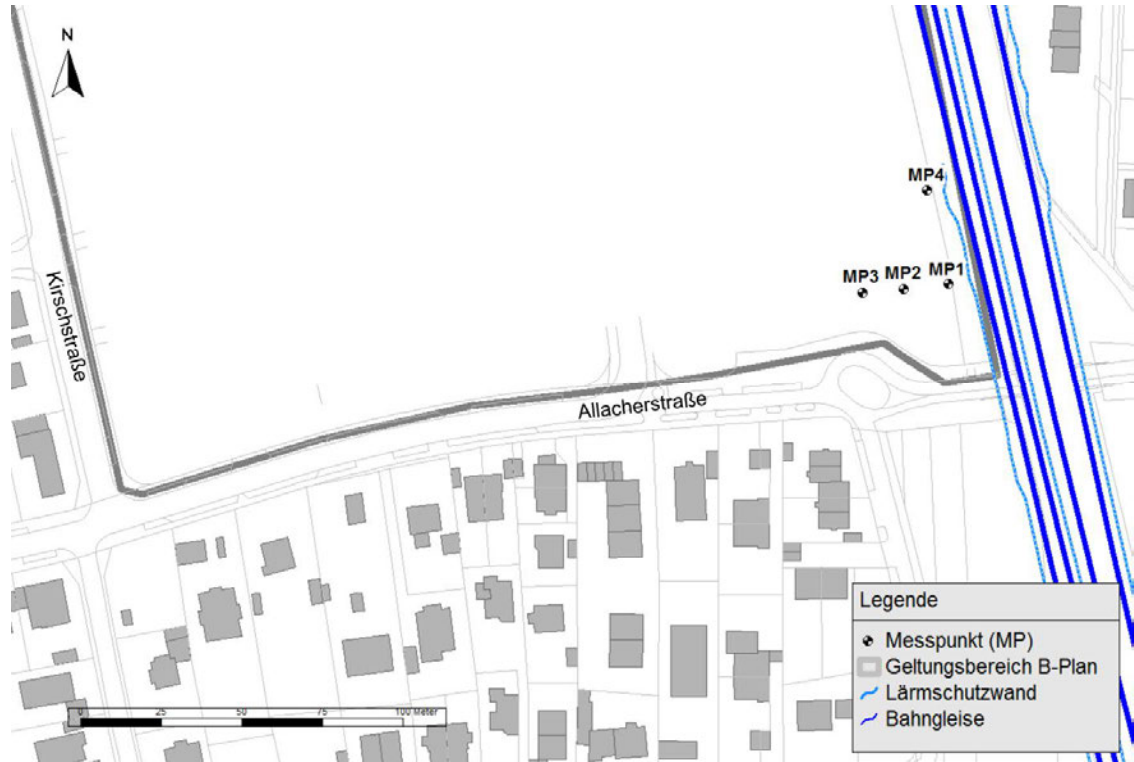 N
MP4
MP3
MP2
MP1
Kirschstraße
Allacherstraße
Legende
Messpunkt (MP)
Geltungsbereich B-Plan
Lärmschutzwand
Bahngleise
0 25 50 75 100 Meter